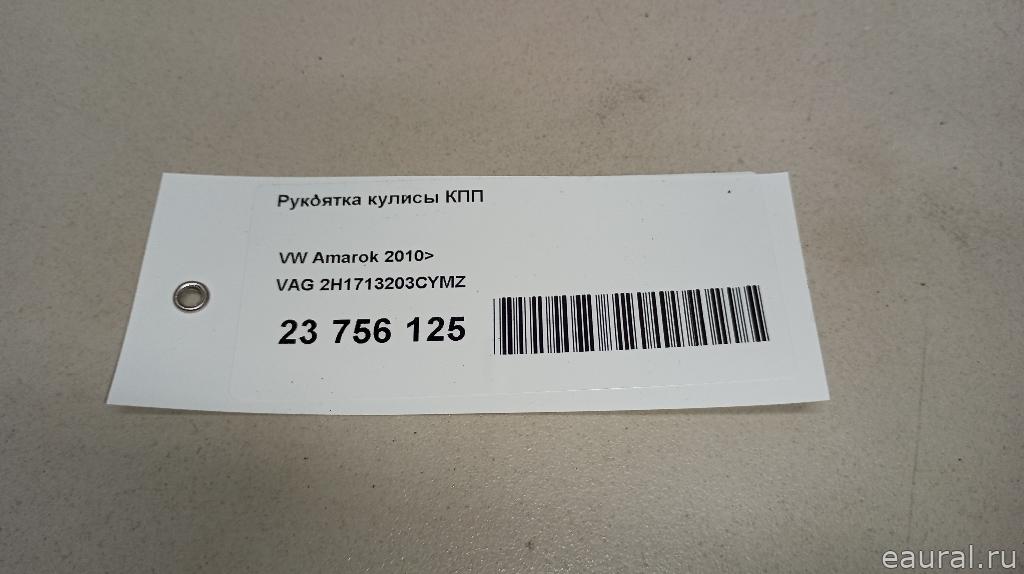 Рукоятка кулисы КПП
VW Amarok 2010>
VAG 2H1713203CYMZ
23 756 125
eaural.ru